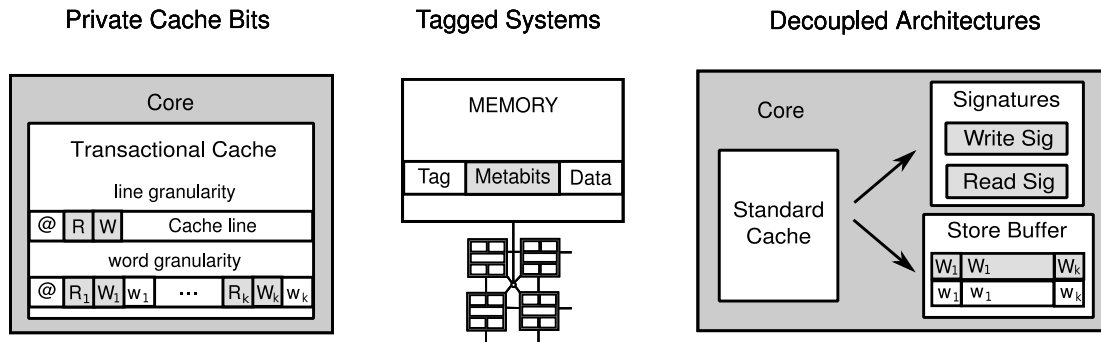 Private Cache Bits
Core
Transactional Cache
line granularity
@ R W Cache line
word granularity
@ R1 W1 w1 ... Rk Wk wk
Tagged Systems
MEMORY
Tag Metabits Data
Decoupled Architectures
Core
Standard
Cache
Signatures
Write Sig
Read Sig
Store Buffer
W1 W1 Wk
w1 w1 wk